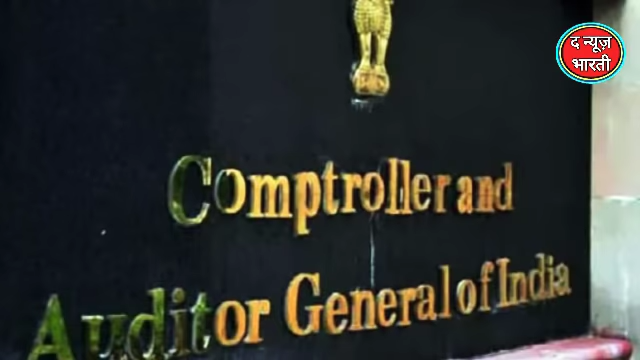 द न्यूज़
भारती
Comptroller and
Auditor General of India